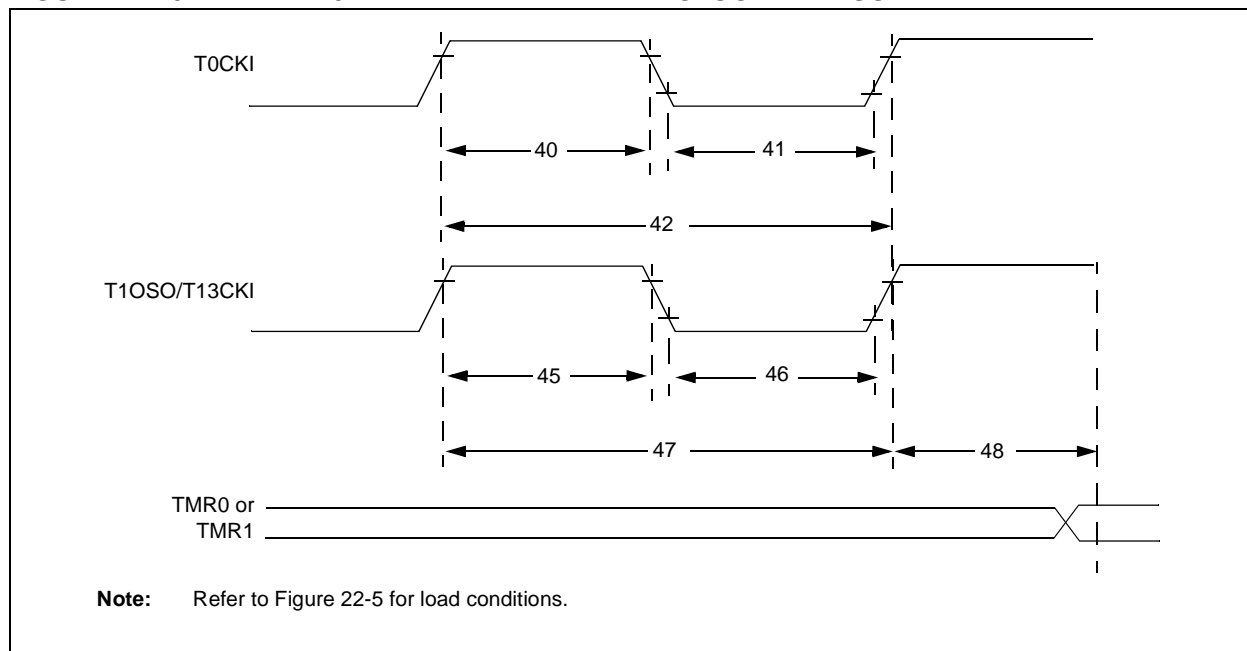 T0CKI
40
41
42
T1OSO/T13CKI
45
46
47
48
TMR0 or
TMR1
Note: Refer to Figure 22-5 for load conditions.